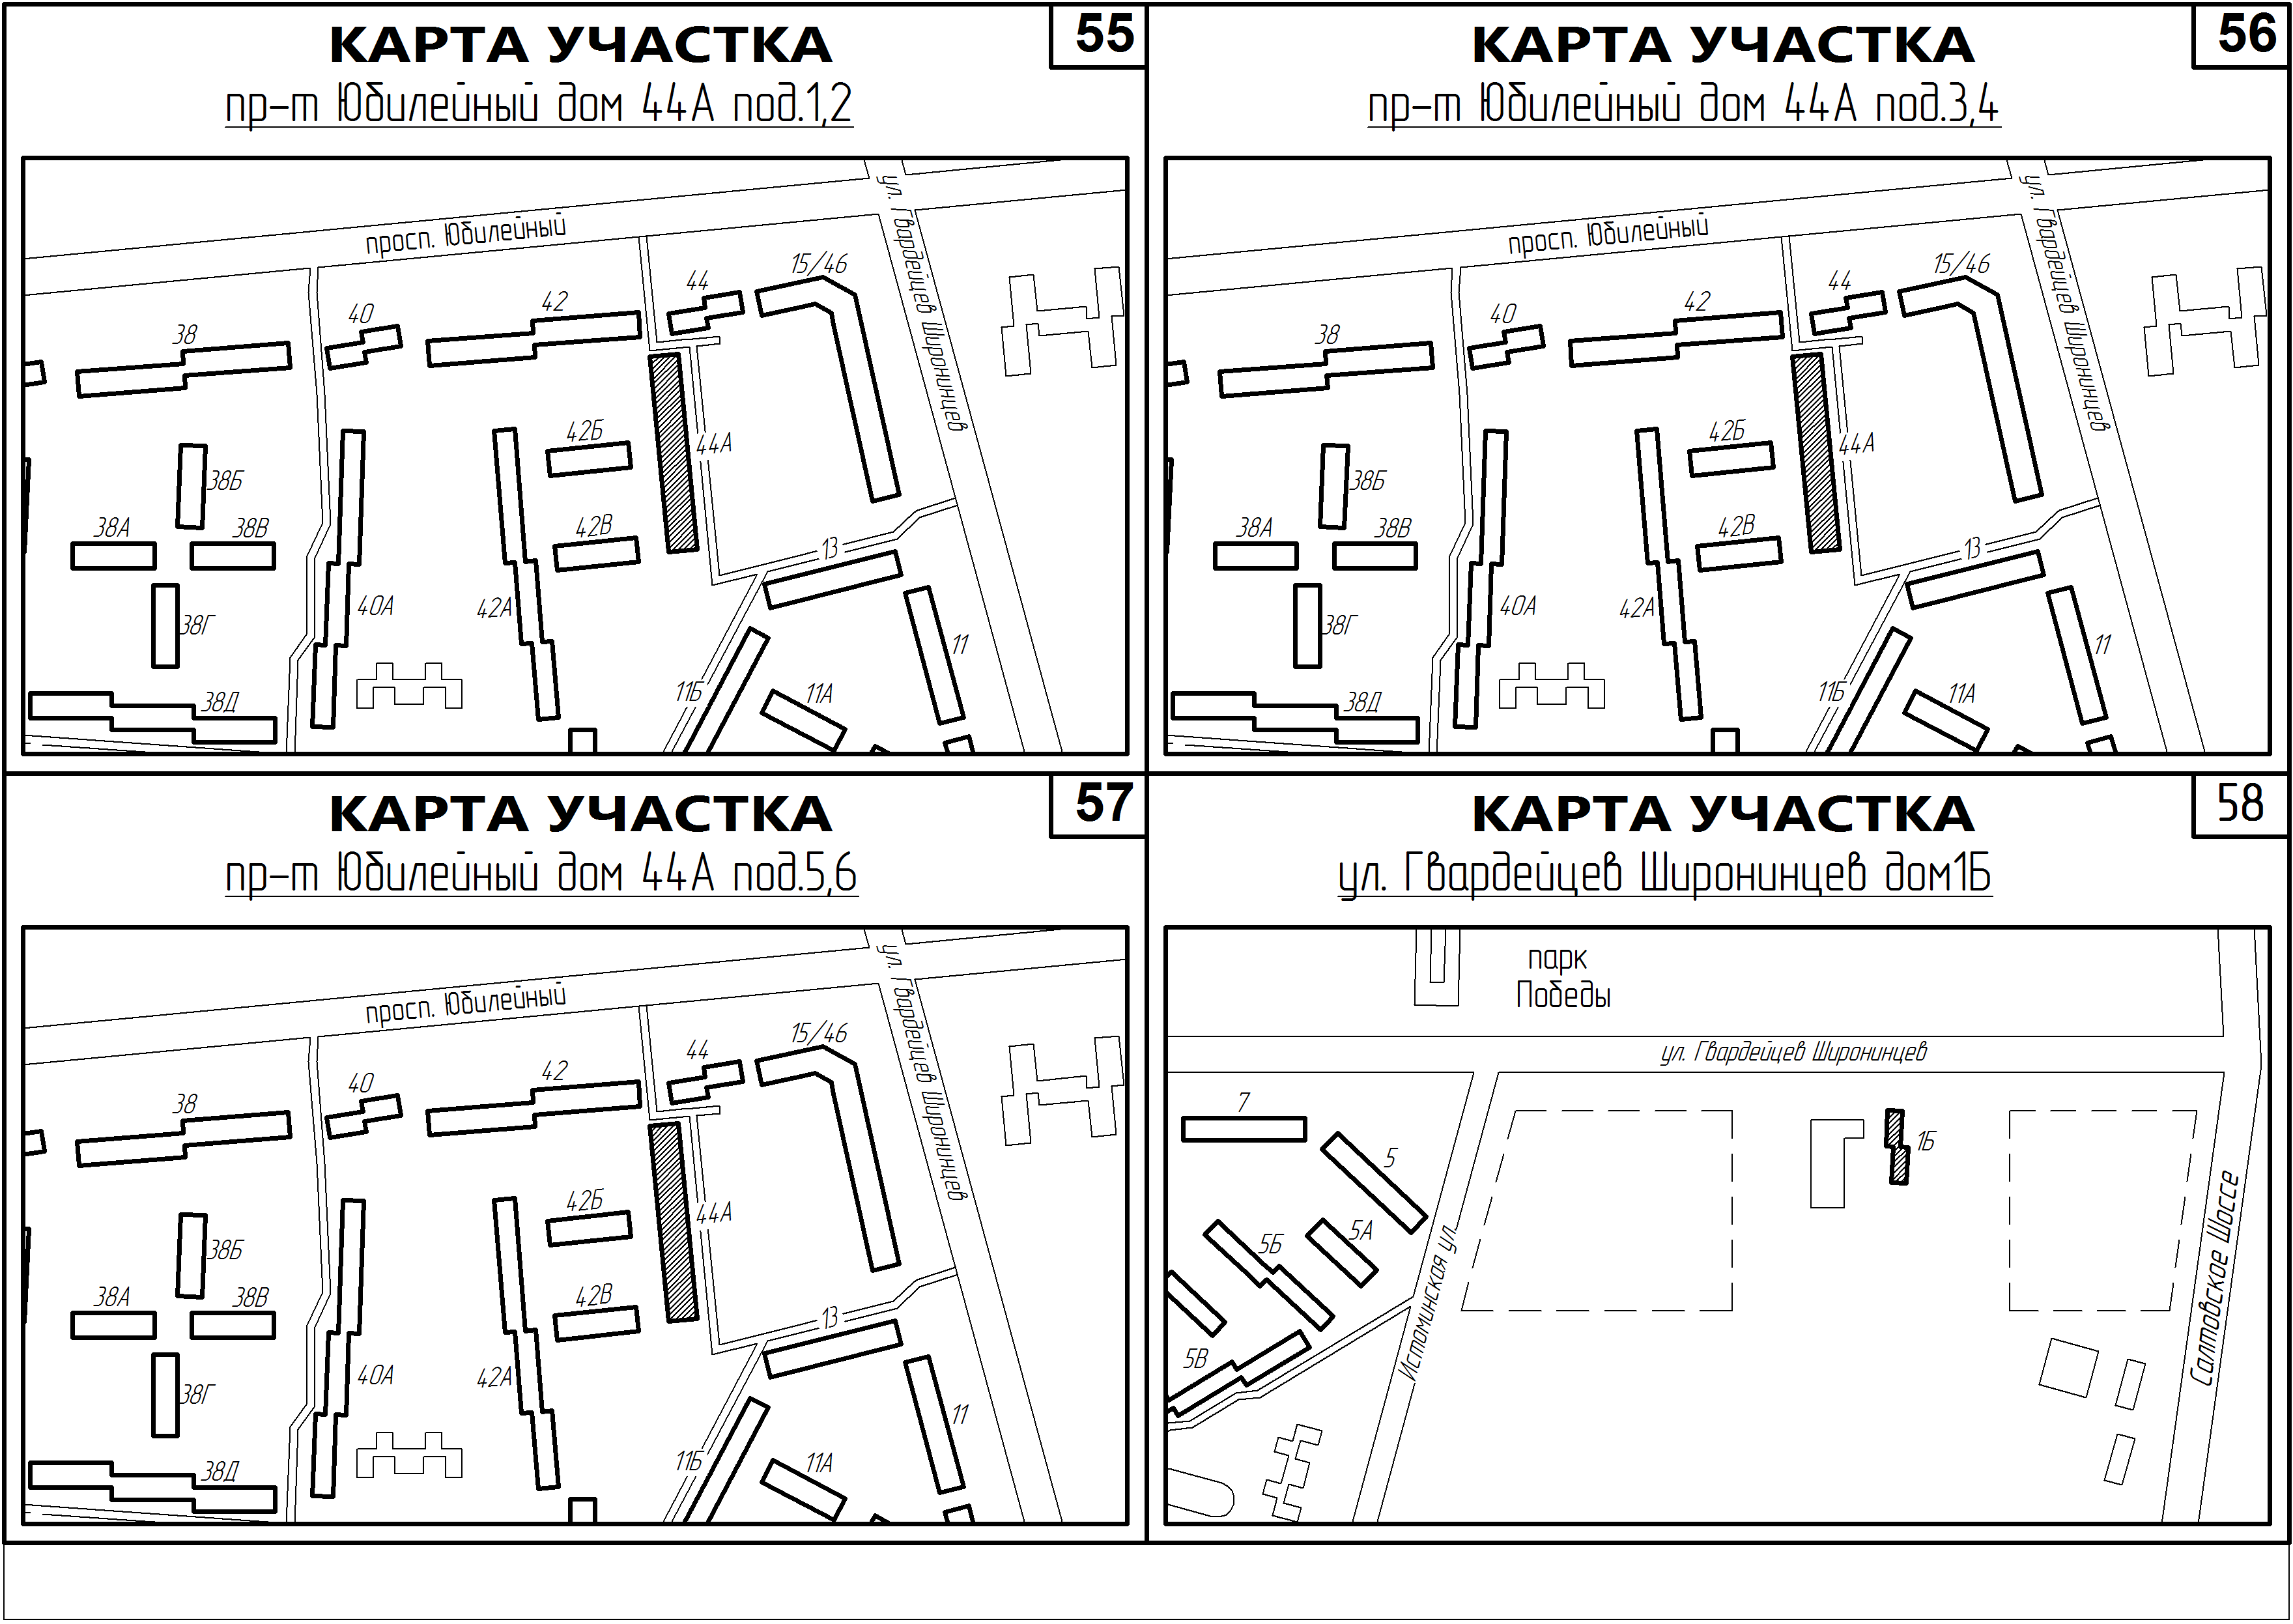 55
КАРТА УЧАСТКА
пр-т Юбилейный дом 44А под.1,2
просп. Юбилейный
ул. Гвардейцев Широнинцев
15/46
44
42
40
38
42Б
44А
38Б
38А
38В
42В
13
40А
42А
38Г
11
11Б
11А
38Д
56
КАРТА УЧАСТКА
пр-т Юбилейный дом 44А под.3,4
просп. Юбилейный
ул. Гвардейцев Широнинцев
15/46
44
42
40
38
42Б
44А
38Б
38А
38В
42В
13
40А
42А
38Г
11
11Б
11А
38Д
57
КАРТА УЧАСТКА
пр-т Юбилейный дом 44А под.5,6
просп. Юбилейный
ул. Гвардейцев Широнинцев
15/46
44
42
40
38
42Б
44А
38Б
38А
38В
42В
13
40А
42А
38Г
11
11Б
11А
38Д
58
КАРТА УЧАСТКА
ул. Гвардейцев Широнинцев дом1Б
парк
Победы
ул. Гвардейцев Широнинцев
7
5
1Б
5А
5Б
5В
Истоминская ул.
Салтовское Шоссе